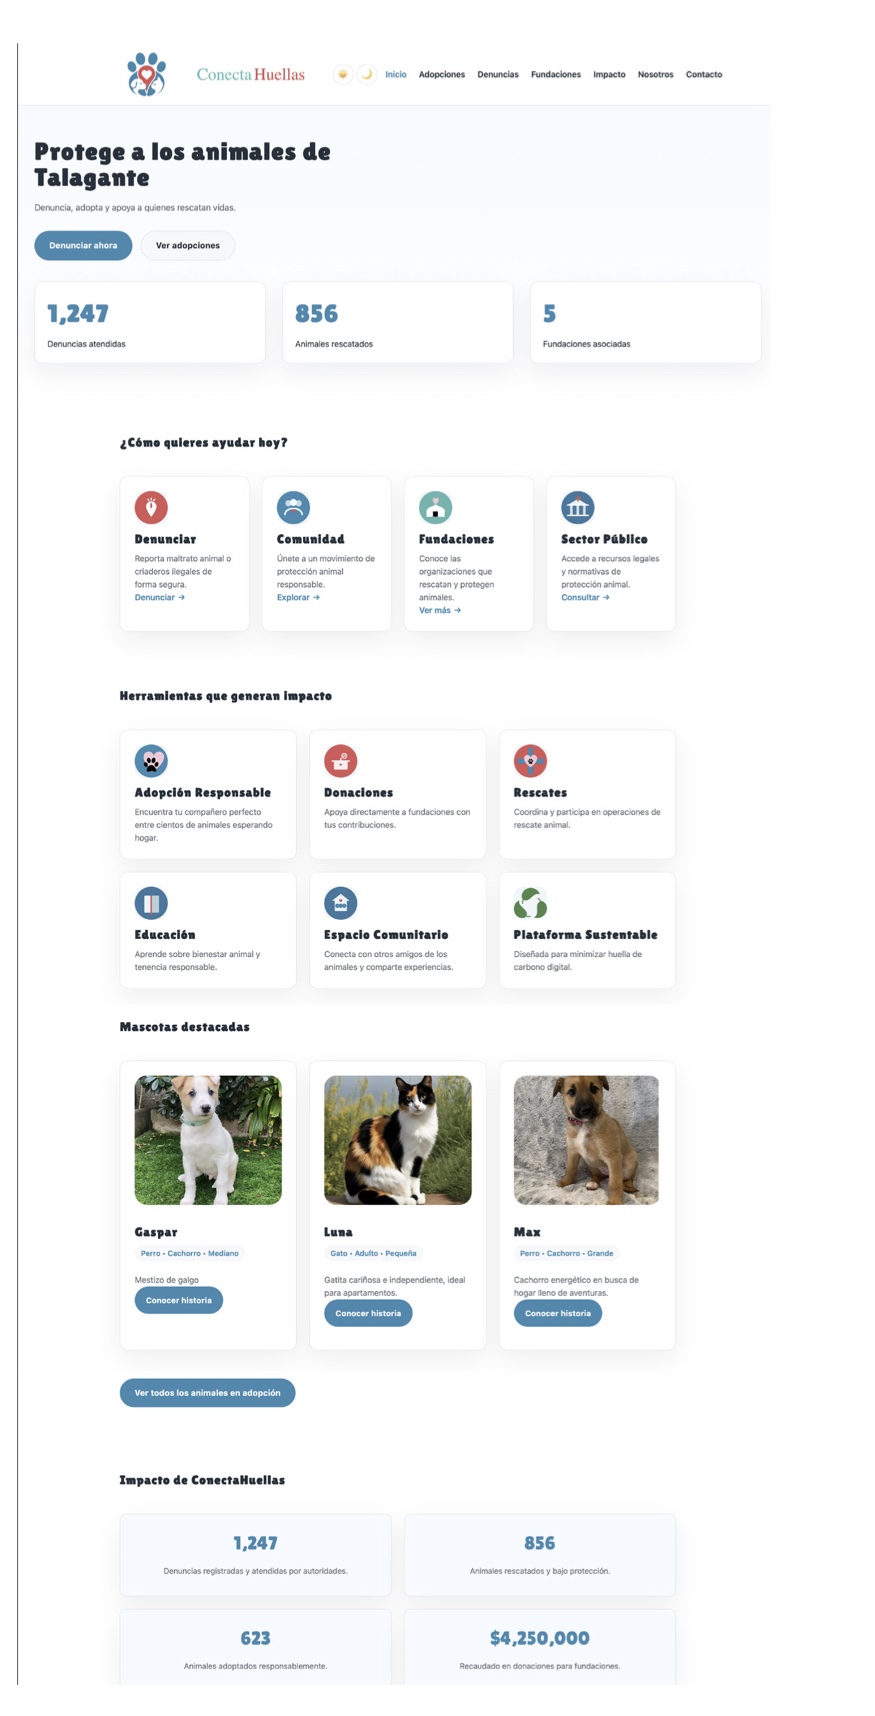 Conecta Huellas
Inicio Adopciones Denuncias Fundaciones Impacto Nosotros Contacto
Protege a los animales de
Talagante
Denuncia, adopta y apoya a quienes rescatan vidas.
Denunciar ahora
Ver adopciones
1,247
Denuncias atendidas
856
Animales rescatados
5
Fundaciones asociadas
¿Cómo quieres ayudar hoy?
Denunciar
Reporta maltrato animal o
criaderos ilegales de
forma segura.
Denunciar →
Comunidad
Únete a un movimiento de
protección animal
responsable.
Explorar →
Fundaciones
Conoce las
organizaciones que
rescatan y protegen
animales.
Ver más →
Sector Público
Accede a recursos legales
y normativas de
protección animal.
Consultar →
Herramientas que generan impacto
Adopción Responsable
Encuentra tu compañero perfecto
entre cientos de animales esperando
hogar.
Donaciones
Apoya directamente a fundaciones con
tus contribuciones.
Rescates
Coordina y participa en operaciones de
rescate animal.
Educación
Aprende sobre bienestar animal y
tenencia responsable.
Espacio Comunitario
Conecta con otros amigos de los
animales y comparte experiencias.
Plataforma Sustentable
Diseñada para minimizar huella de
carbono digital.
Mascotas destacadas
Gaspar
Perro • Cachorro • Mediano
Mestizo de galgo
Conocer historia
Luna
Gato • Adulto • Pequeña
Gatita cariñosa e independiente, ideal
para apartamentos.
Conocer historia
Max
Perro • Cachorro • Grande
Cachorro energético en busca de
hogar lleno de aventuras.
Conocer historia
Ver todos los animales en adopción
Impacto de ConectaHuellas
1,247
Denuncias registradas y atendidas por autoridades.
856
Animales rescatados y bajo protección.
623
Animales adoptados responsablemente.
$4,250,000
Recaudado en donaciones para fundaciones.